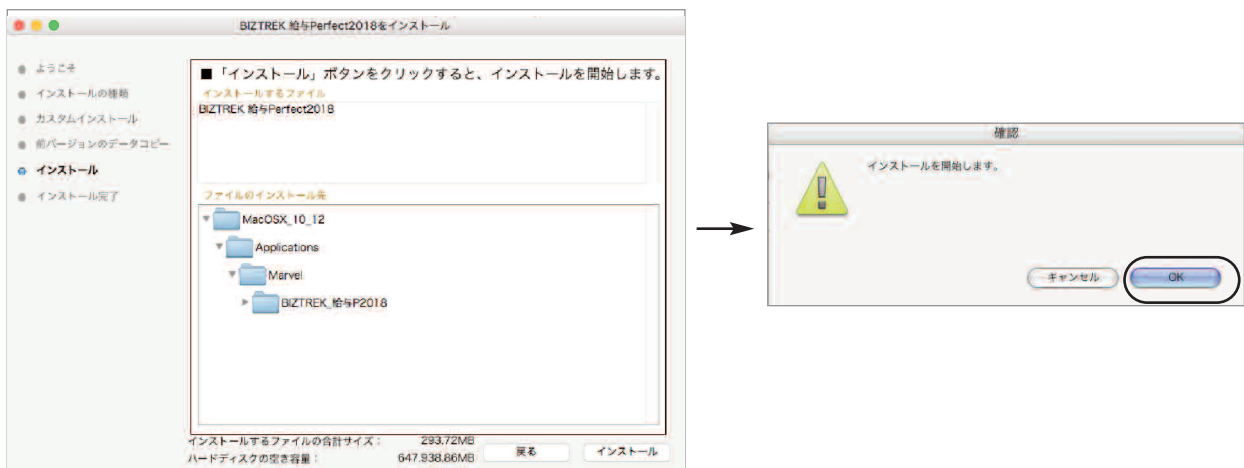 BIZTREK 給与Perfect2018をインストール
ようこそ
インストールの種類
カスタムインストール
前バージョンのデータコピー
インストール
インストール完了
■「インストール」ボタンをクリックすると、インストールを開始します。
インストールするファイル
BIZTREK 給与Perfect2018
ファイルのインストール先
MacOSX_10_12
Applications
Marvel
BIZTREK_給与P2018
インストールするファイルの合計サイズ： 293.72MB
ハードディスクの空き容量： 647,938.86MB
戻る
インストール
確認
インストールを開始します。
キャンセル
OK